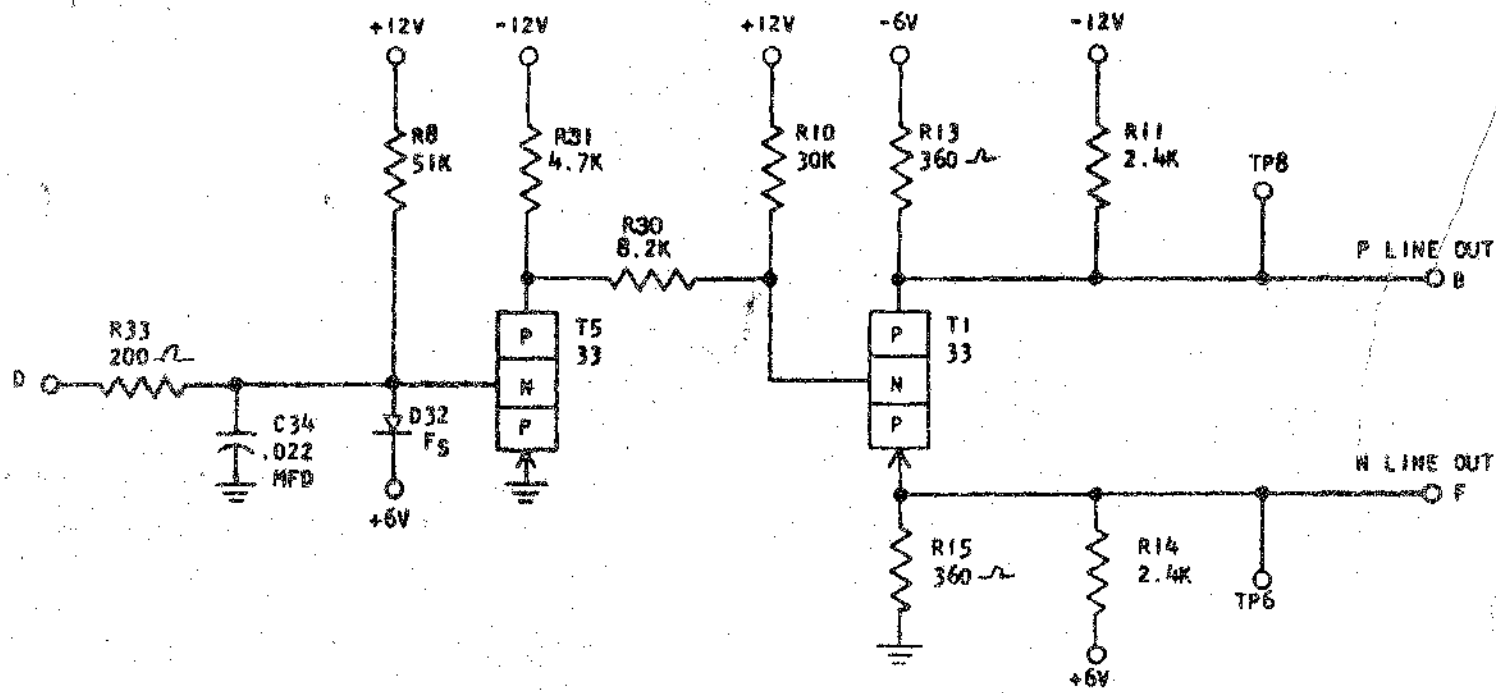 +12V
-12V
+12V
-6V
-12V
R8
51K
R31
4.7K
R10
30K
R13
360 Ω
R11
2.4K
TP8
R30
8.2K
P LINE OUT
B
R33
200 Ω
P
N
P
T5
33
P
N
P
T1
33
D
C34
.022
MFD
D32
FS
+6V
N LINE OUT
F
R15
360 Ω
R14
2.4K
TP6
+6V